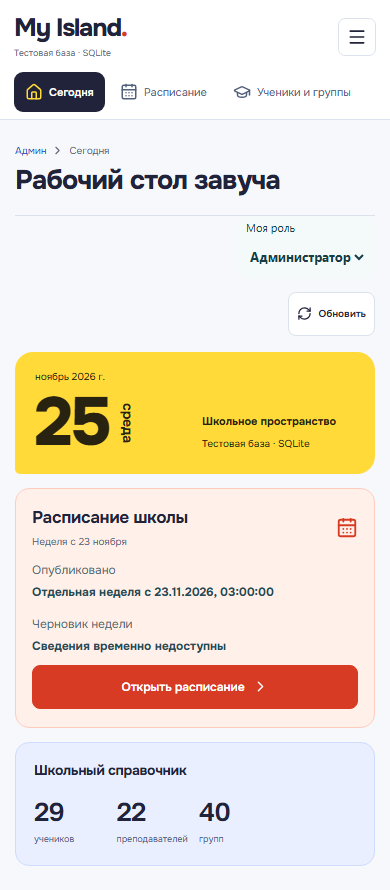 My Island.
Тестовая база · SQLite
Сегодня
Расписание
Ученики и группы
Админ > Сегодня
Рабочий стол завуча
Моя роль
Администратор
Обновить
ноябрь 2026 г.
25
среда
Школьное пространство
Тестовая база · SQLite
Расписание школы
Неделя с 23 ноября
Опубликовано
Отдельная неделя с 23.11.2026, 03:00:00
Черновик недели
Сведения временно недоступны
Открыть расписание
Школьный справочник
29 22 40
учеников преподавателей групп